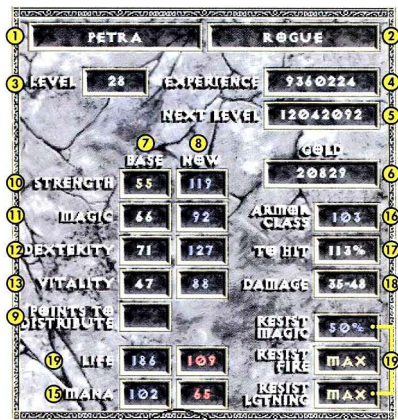 1 PETRA ROGUE 2
3 LEVEL 28 EXPERIENCE 9360224 4
NEXT LEVEL 12042092 5
7 8
BASE NOW GOLD
20829 6
10 STRENGTH 55 119
11 MAGIC 66 92 ARMOR CLASS 103 16
12 DEXTERITY 71 127 TO HIT 113% 17
13 VITALITY 47 88 DAMAGE 35-48 18
9 POINTS TO DISTRIBUTE
RESIST MAGIC 50%
19 LIFE 186 109 RESIST FIRE MAX 19
15 MANA 102 65 RESIST LGTNING MAX